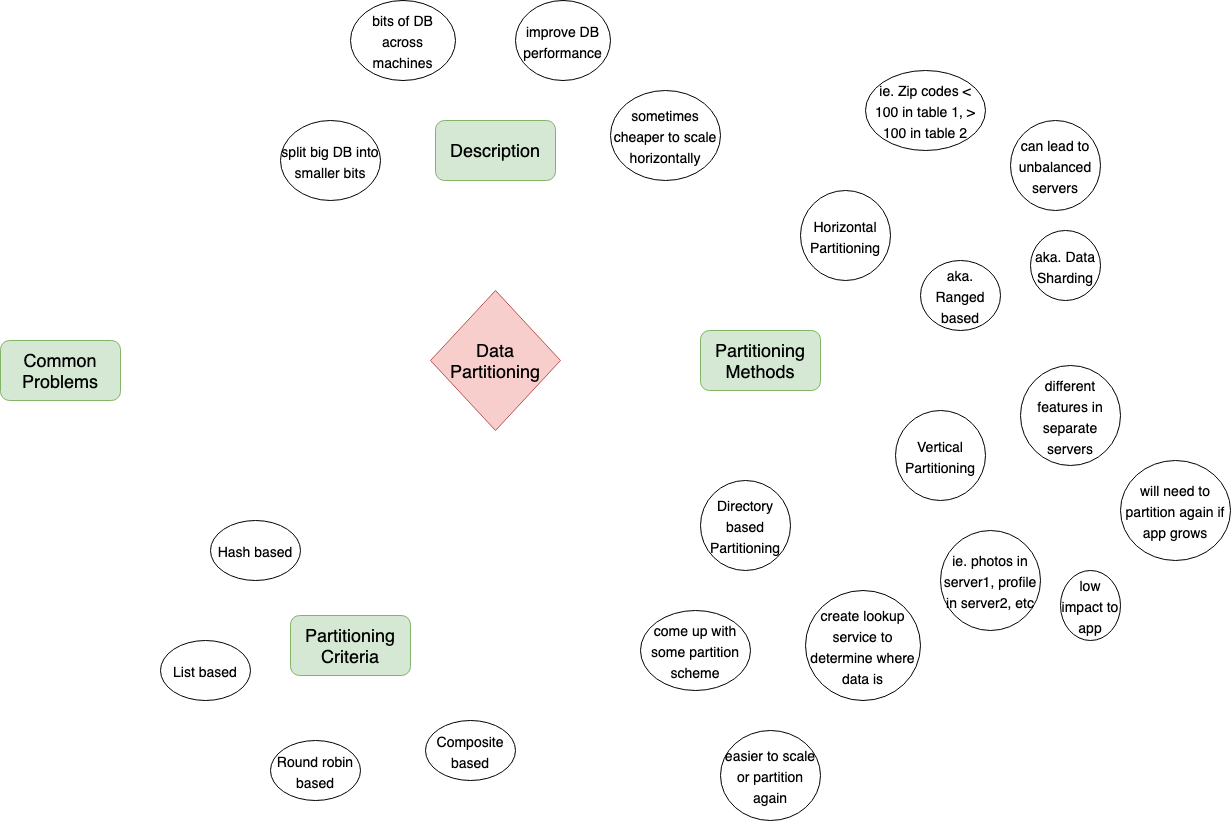 bits of DB
across
machines
improve DB
performance
split big DB into
smaller bits
Description
sometimes
cheaper to scale
horizontally
ie. Zip codes <
100 in table 1, >
100 in table 2
can lead to
unbalanced
servers
Horizontal
Partitioning
aka.
Ranged
based
aka. Data
Sharding
Common
Problems
Data
Partitioning
Partitioning
Methods
different
features in
separate
servers
Vertical
Partitioning
will need to
partition again if
app grows
Directory
based
Partitioning
ie. photos in
server1, profile
in server2, etc
low
impact to
app
come up with
some partition
scheme
create lookup
service to
determine where
data is
easier to scale
or partition
again
Hash based
Partitioning
Criteria
List based
Round robin
based
Composite
based